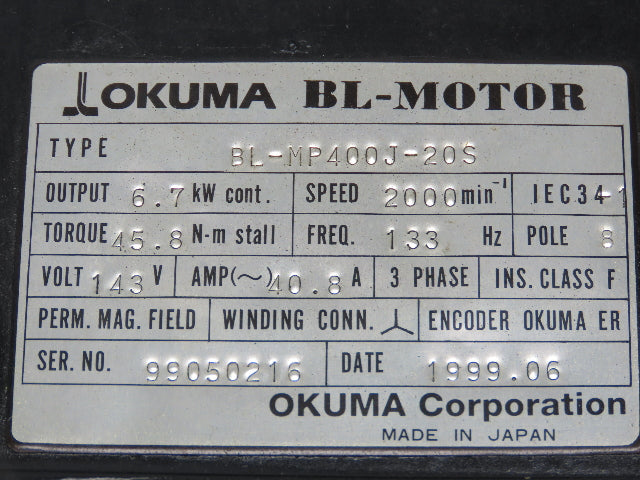 OKUMA BL-MOTOR
TYPE BL-MP400J-20S
OUTPUT 6.7 kW cont. SPEED 2000 min⁻¹ IEC34-1
TORQUE 45.8 N-m stall FREQ. 133 Hz POLE 8
VOLT 143 V AMP(~) 40.8 A 3 PHASE INS. CLASS F
PERM. MAG. FIELD WINDING CONN. ENCODER OKUMA ER
SER. NO. 99050216 DATE 1999.06
OKUMA Corporation
MADE IN JAPAN